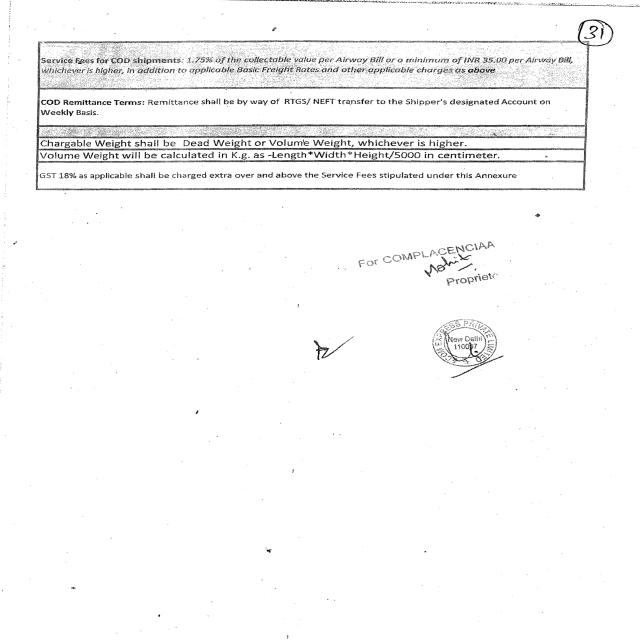 31
Service Fees for COD shipments: 1.75% of the collectable value per Airway Bill or a minimum of INR 35.00 per Airway Bill,
whichever is higher, in addition to applicable Basic Freight Rates and other applicable charges as above
COD Remittance Terms: Remittance shall be by way of RTGS/ NEFT transfer to the Shipper's designated Account on
Weekly Basis.
Chargable Weight shall be Dead Weight or Volume Weight, whichever is higher.
Volume Weight will be calculated in K.g. as -Length*Width*Height/5000 in centimeter.
GST 18% as applicable shall be charged extra over and above the Service Fees stipulated under this Annexure
For COMPLACENCIAA
Mohit
Propriet
COM EXPRESS PRIVATE LIMITED
New Delhi